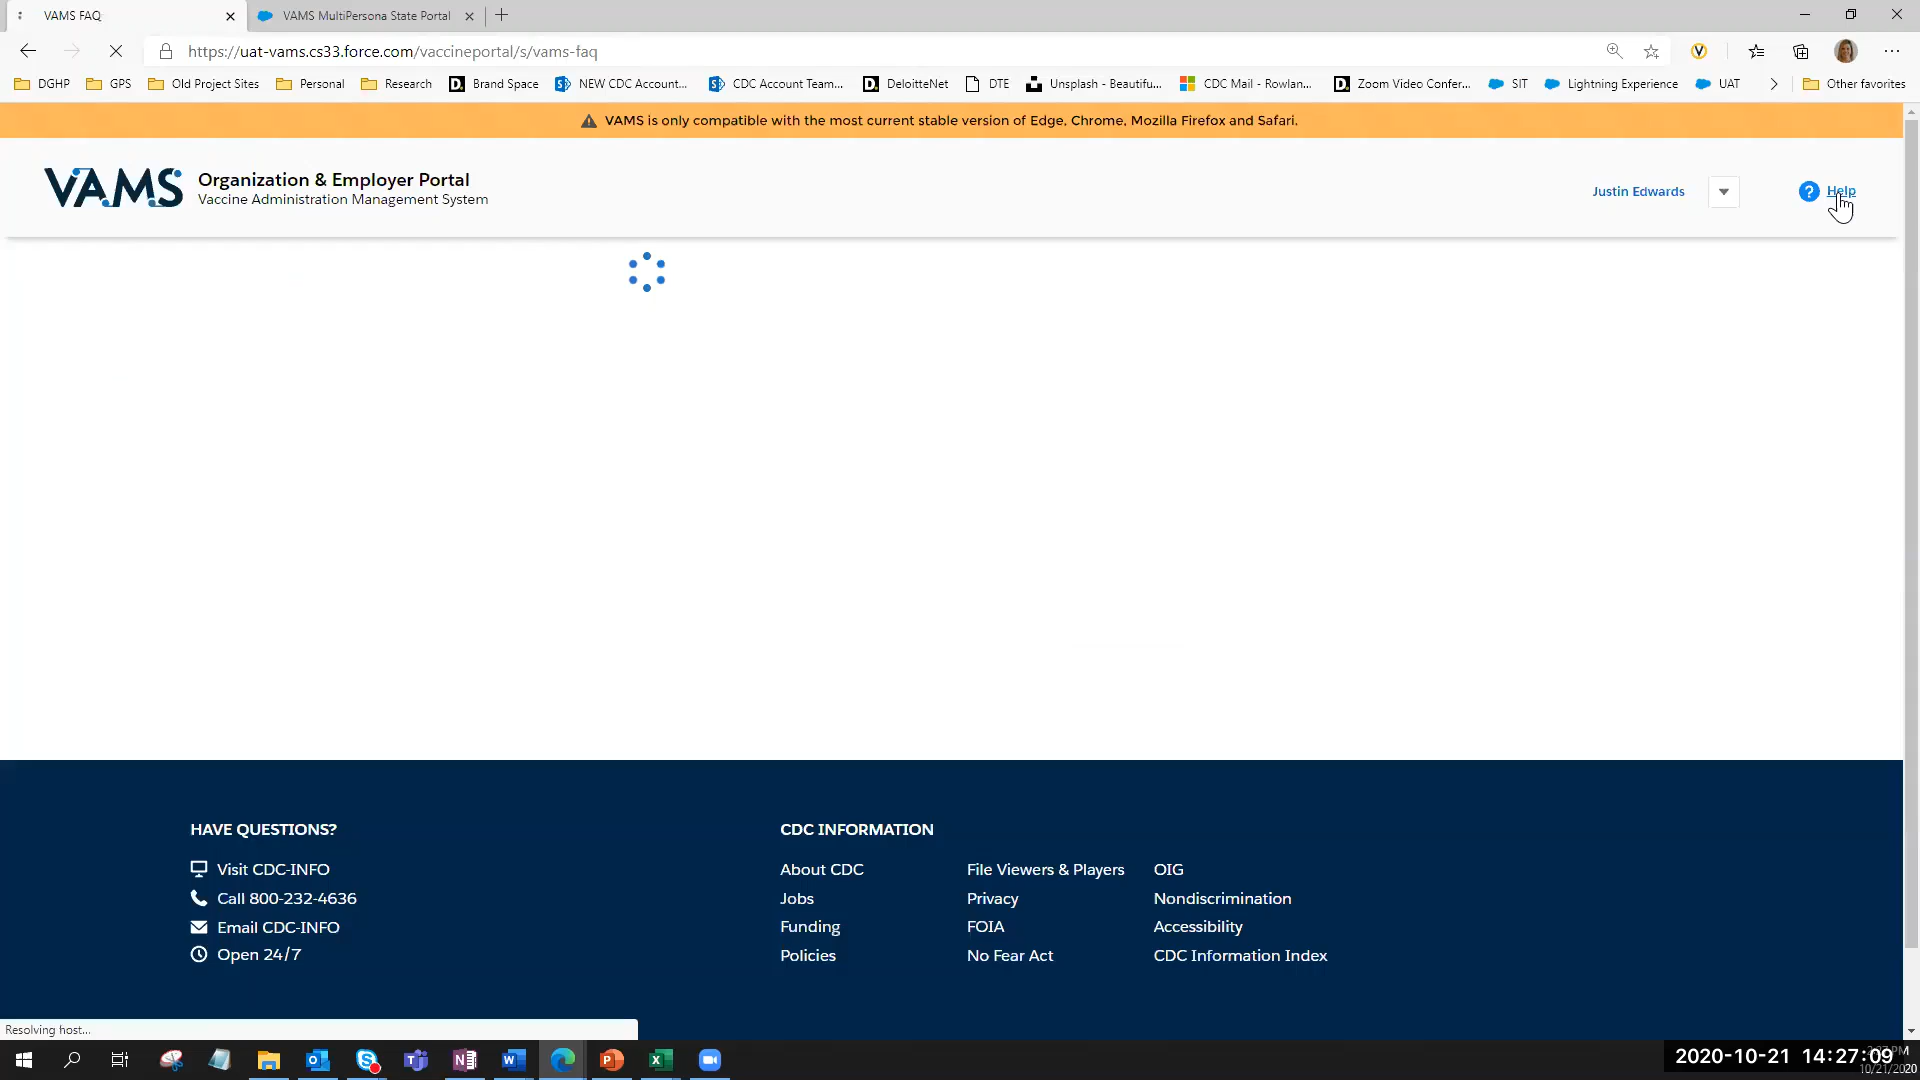 VAMS FAQ
VAMS MultiPersona State Portal
https://uat-vams.cs33.force.com/vaccineportal/s/vams-faq
DGHP GPS Old Project Sites Personal Research Brand Space NEW CDC Account... CDC Account Team... DeloitteNet DTE Unsplash - Beautifu... CDC Mail - Rowlan... Zoom Video Confer... SIT Lightning Experience UAT Other favorites
VAMS is only compatible with the most current stable version of Edge, Chrome, Mozilla Firefox and Safari.
VAMS
Organization & Employer Portal
Vaccine Administration Management System
Justin Edwards
Help
HAVE QUESTIONS?
Visit CDC-INFO
Call 800-232-4636
Email CDC-INFO
Open 24/7
CDC INFORMATION
About CDC
Jobs
Funding
Policies
File Viewers & Players
Privacy
FOIA
No Fear Act
OIG
Nondiscrimination
Accessibility
CDC Information Index
Resolving host...
2020-10-21 14:27:09
10/21/2020